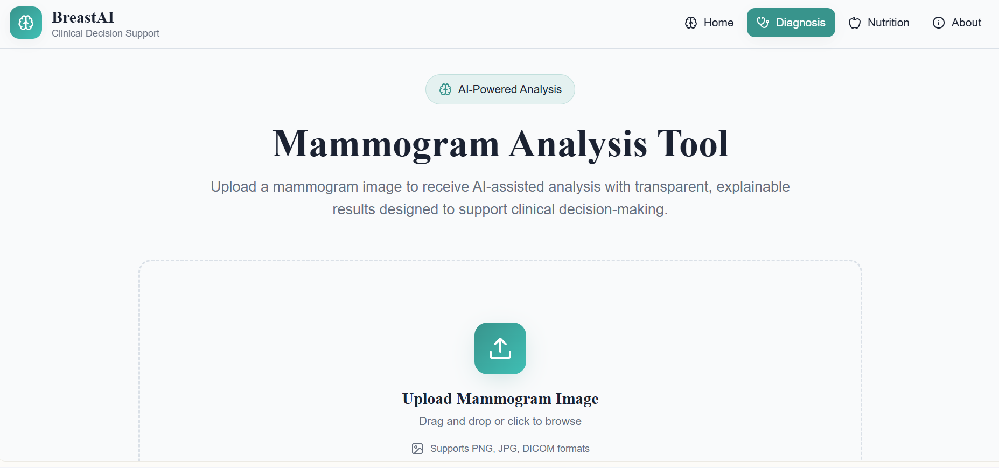 BreastAI
Clinical Decision Support
Home
Diagnosis
Nutrition
About
AI-Powered Analysis
Mammogram Analysis Tool
Upload a mammogram image to receive AI-assisted analysis with transparent, explainable
results designed to support clinical decision-making.
Upload Mammogram Image
Drag and drop or click to browse
Supports PNG, JPG, DICOM formats